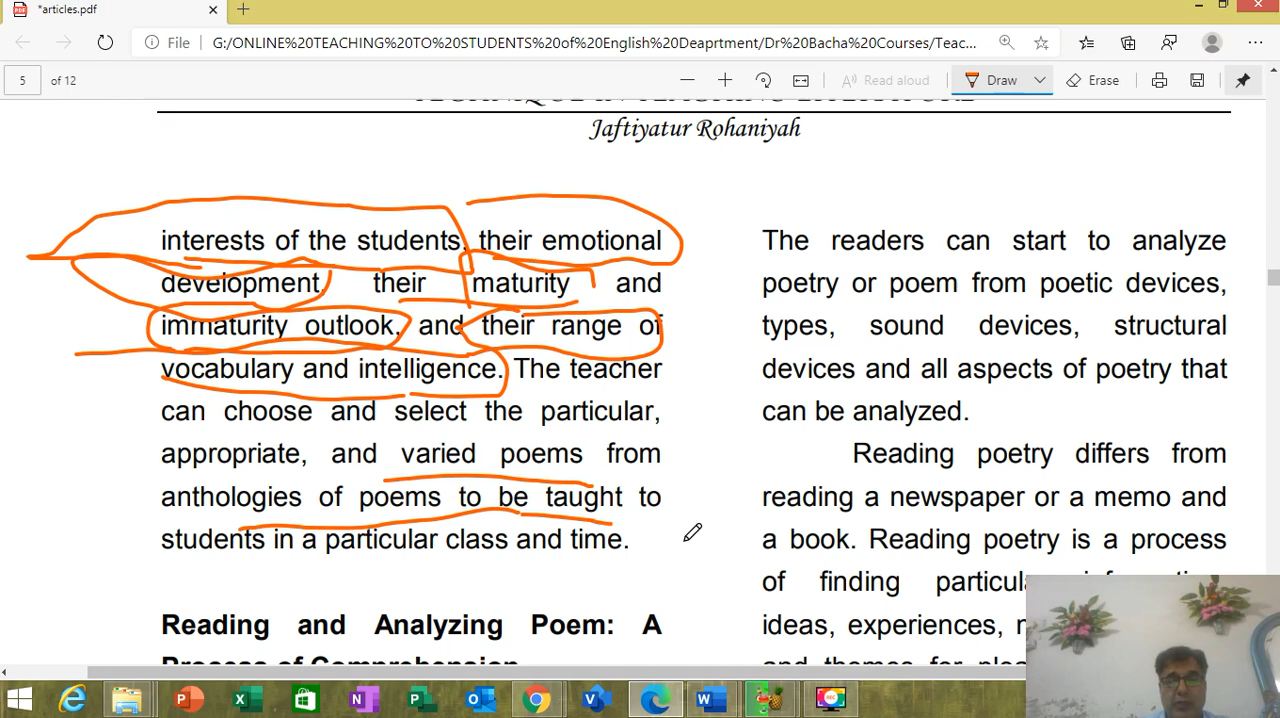 *articles.pdf
File G:/ONLINE%20TEACHING%20TO%20STUDENTS%20of%20English%20Deaprtment/Dr%20Bacha%20Courses/Teac...
5 of 12
Read aloud
Draw
Erase
Jaftiyatur Rohaniyah
interests of the students, their emotional
development, their maturity and
immaturity outlook, and their range of
vocabulary and intelligence. The teacher
can choose and select the particular,
appropriate, and varied poems from
anthologies of poems to be taught to
students in a particular class and time.
Reading and Analyzing Poem: A
Process of Comprehension
The readers can start to analyze
poetry or poem from poetic devices,
types, sound devices, structural
devices and all aspects of poetry that
can be analyzed.
Reading poetry differs from
reading a newspaper or a memo and
a book. Reading poetry is a process
of finding
ideas, experiences,
and themes for